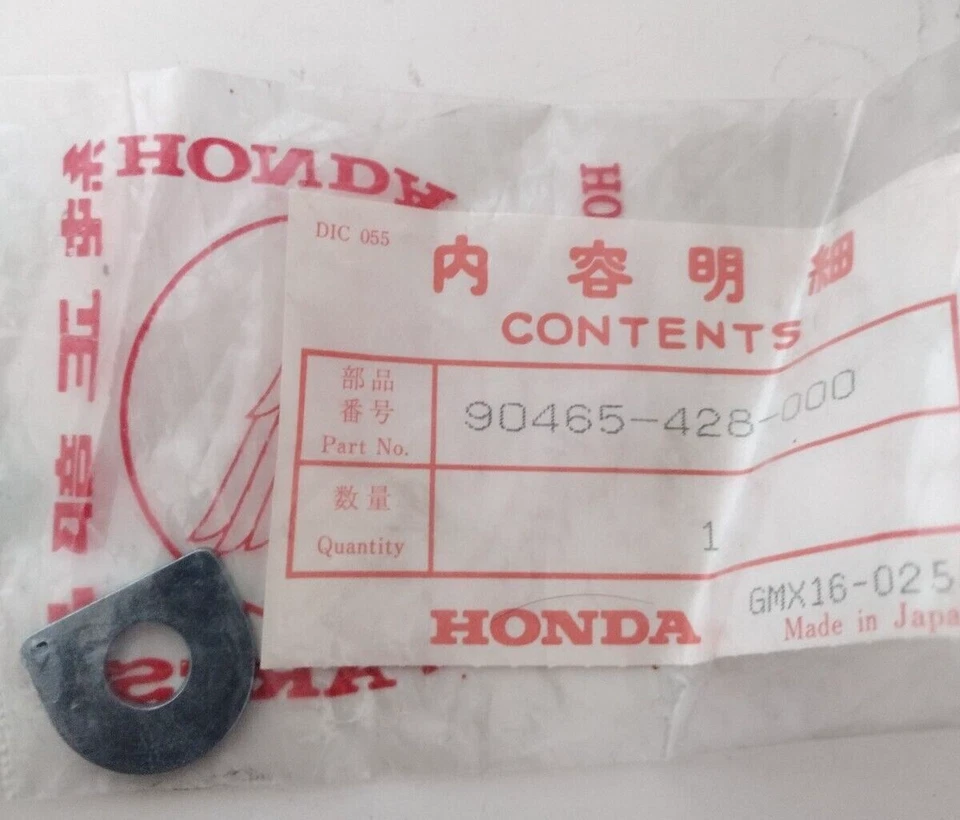 HONDA
HO
DIC 055
内容明細
CONTENTS
部品
番号
Part No.
90465-428-000
数量
Quantity
1
GMX16-025
HONDA
Made in Japa